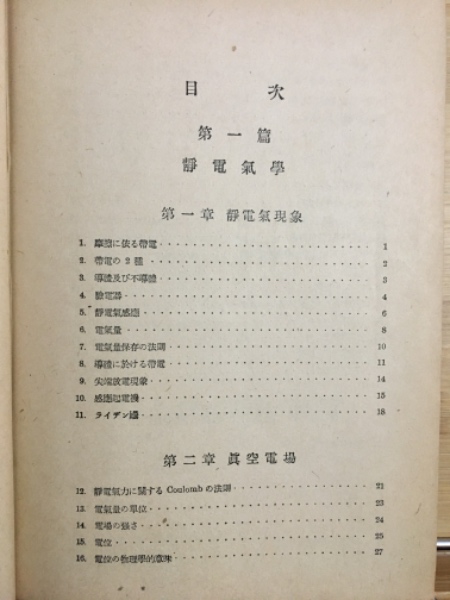 目 次
第一篇
靜電氣學
第一章 靜電氣現象
1. 摩擦に依る帶電 1
2. 帶電の2種 2
3. 導體及び不導體 3
4. 驗電器 4
5. 靜電氣感應 6
6. 電氣量 8
7. 電氣量保存の法則 10
8. 導體に於ける帶電 11
9. 尖端放電現象 14
10. 感應起電機 15
11. ライデン瓶 18
第二章 眞空電場
12. 靜電氣力に關する Coulomb の法則 21
13. 電氣量の單位 23
14. 電場の强さ 24
15. 電位 25
16. 電位の物理學的意味 27